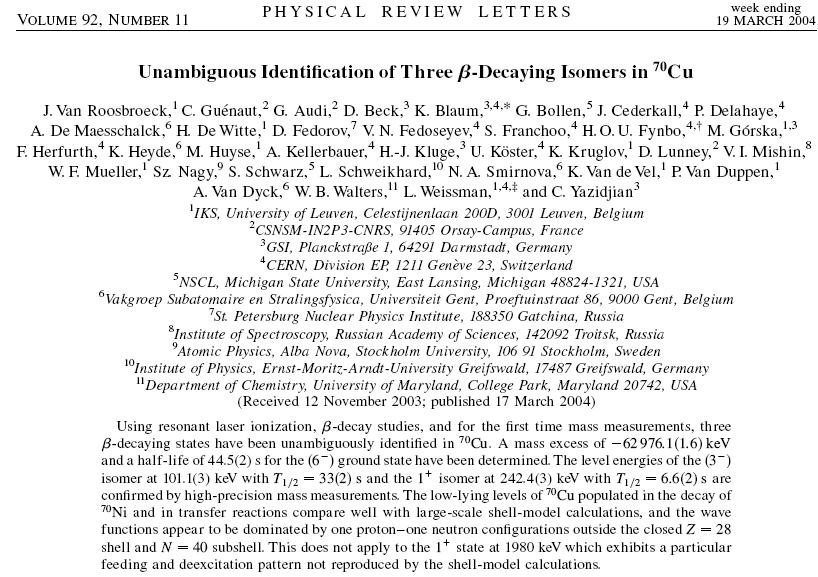 VOLUME 92, NUMBER 11
PHYSICAL REVIEW LETTERS
week ending
19 MARCH 2004
Unambiguous Identification of Three β-Decaying Isomers in ⁷⁰Cu
J. Van Roosbroeck,¹ C. Guénaut,² G. Audi,² D. Beck,³ K. Blaum,³,⁴,* G. Bollen,⁵ J. Cederkall,⁴ P. Delahaye,⁴
A. De Maesschalck,⁶ H. De Witte,¹ D. Fedorov,⁷ V. N. Fedoseyev,⁴ S. Franchoo,⁴ H. O. U. Fynbo,⁴,† M. Górska,¹,³
F. Herfurth,⁴ K. Heyde,⁶ M. Huyse,¹ A. Kellerbauer,⁴ H.-J. Kluge,³ U. Köster,⁴ K. Kruglov,¹ D. Lunney,² V. I. Mishin,⁸
W. F. Mueller,¹ Sz. Nagy,⁹ S. Schwarz,⁵ L. Schweikhard,¹⁰ N. A. Smirnova,⁶ K. Van de Vel,¹ P. Van Duppen,¹
A. Van Dyck,⁶ W. B. Walters,¹¹ L. Weissman,¹,⁴,‡ and C. Yazidjian³
¹IKS, University of Leuven, Celestijnenlaan 200D, 3001 Leuven, Belgium
²CSNSM-IN2P3-CNRS, 91405 Orsay-Campus, France
³GSI, Planckstraße 1, 64291 Darmstadt, Germany
⁴CERN, Division EP, 1211 Genève 23, Switzerland
⁵NSCL, Michigan State University, East Lansing, Michigan 48824-1321, USA
⁶Vakgroep Subatomaire en Stralingsfysica, Universiteit Gent, Proeftuinstraat 86, 9000 Gent, Belgium
⁷St. Petersburg Nuclear Physics Institute, 188350 Gatchina, Russia
⁸Institute of Spectroscopy, Russian Academy of Sciences, 142092 Troitsk, Russia
⁹Atomic Physics, Alba Nova, Stockholm University, 106 91 Stockholm, Sweden
¹⁰Institute of Physics, Ernst-Moritz-Arndt-University Greifswald, 17487 Greifswald, Germany
¹¹Department of Chemistry, University of Maryland, College Park, Maryland 20742, USA
(Received 12 November 2003; published 17 March 2004)
Using resonant laser ionization, β-decay studies, and for the first time mass measurements, three
β-decaying states have been unambiguously identified in ⁷⁰Cu. A mass excess of −62 976.1(1.6) keV
and a half-life of 44.5(2) s for the (6⁻) ground state have been determined. The level energies of the (3⁻)
isomer at 101.1(3) keV with T₁/₂ = 33(2) s and the 1⁺ isomer at 242.4(3) keV with T₁/₂ = 6.6(2) s are
confirmed by high-precision mass measurements. The low-lying levels of ⁷⁰Cu populated in the decay of
⁷⁰Ni and in transfer reactions compare well with large-scale shell-model calculations, and the wave
functions appear to be dominated by one proton–one neutron configurations outside the closed Z = 28
shell and N = 40 subshell. This does not apply to the 1⁺ state at 1980 keV which exhibits a particular
feeding and deexcitation pattern not reproduced by the shell-model calculations.